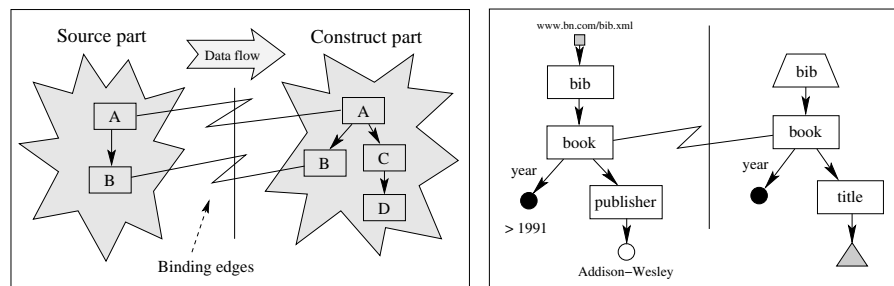 Source part
Data flow
Construct part
A
B
A
B
C
D
Binding edges
www.bn.com/bib.xml
bib
book
year
> 1991
publisher
Addison−Wesley
bib
book
year
title